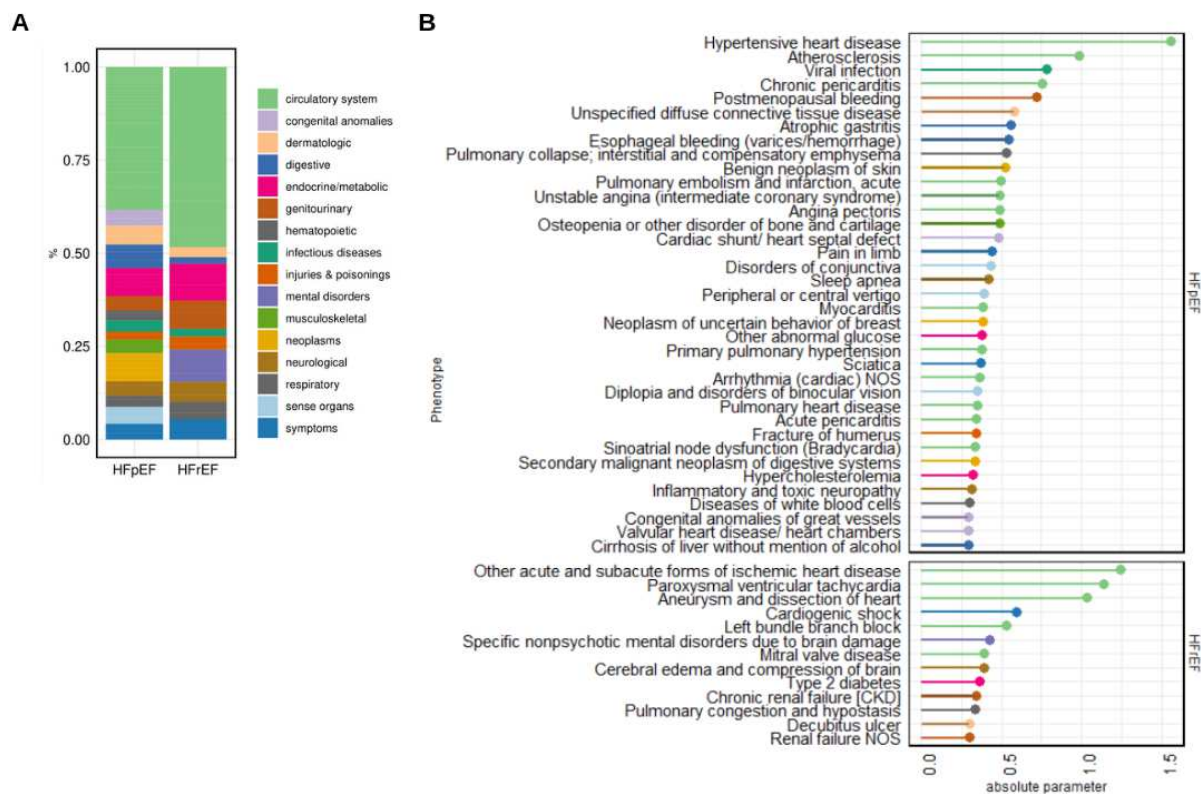 A
%
1.00
0.75
0.50
0.25
0.00
HFpEF
HFrEF
circulatory system
congenital anomalies
dermatologic
digestive
endocrine/metabolic
genitourinary
hematopoietic
infectious diseases
injuries & poisonings
mental disorders
musculoskeletal
neoplasms
neurological
respiratory
sense organs
symptoms
B
Phenotype
Hypertensive heart disease
Atherosclerosis
Viral infection
Chronic pericarditis
Postmenopausal bleeding
Unspecified diffuse connective tissue disease
Atrophic gastritis
Esophageal bleeding (varices/hemorrhage)
Pulmonary collapse; interstitial and compensatory emphysema
Benign neoplasm of skin
Pulmonary embolism and infarction, acute
Unstable angina (intermediate coronary syndrome)
Angina pectoris
Osteopenia or other disorder of bone and cartilage
Cardiac shunt/ heart septal defect
Pain in limb
Disorders of conjunctiva
Sleep apnea
Peripheral or central vertigo
Myocarditis
Neoplasm of uncertain behavior of breast
Other abnormal glucose
Primary pulmonary hypertension
Sciatica
Arrhythmia (cardiac) NOS
Diplopia and disorders of binocular vision
Pulmonary heart disease
Acute pericarditis
Fracture of humerus
Sinoatrial node dysfunction (Bradycardia)
Secondary malignant neoplasm of digestive systems
Hypercholesterolemia
Inflammatory and toxic neuropathy
Diseases of white blood cells
Congenital anomalies of great vessels
Valvular heart disease/ heart chambers
Cirrhosis of liver without mention of alcohol
HFpEF
Other acute and subacute forms of ischemic heart disease
Paroxysmal ventricular tachycardia
Aneurysm and dissection of heart
Cardiogenic shock
Left bundle branch block
Specific nonpsychotic mental disorders due to brain damage
Mitral valve disease
Cerebral edema and compression of brain
Type 2 diabetes
Chronic renal failure [CKD]
Pulmonary congestion and hypostasis
Decubitus ulcer
Renal failure NOS
HFrEF
0.0
0.5
1.0
1.5
absolute parameter